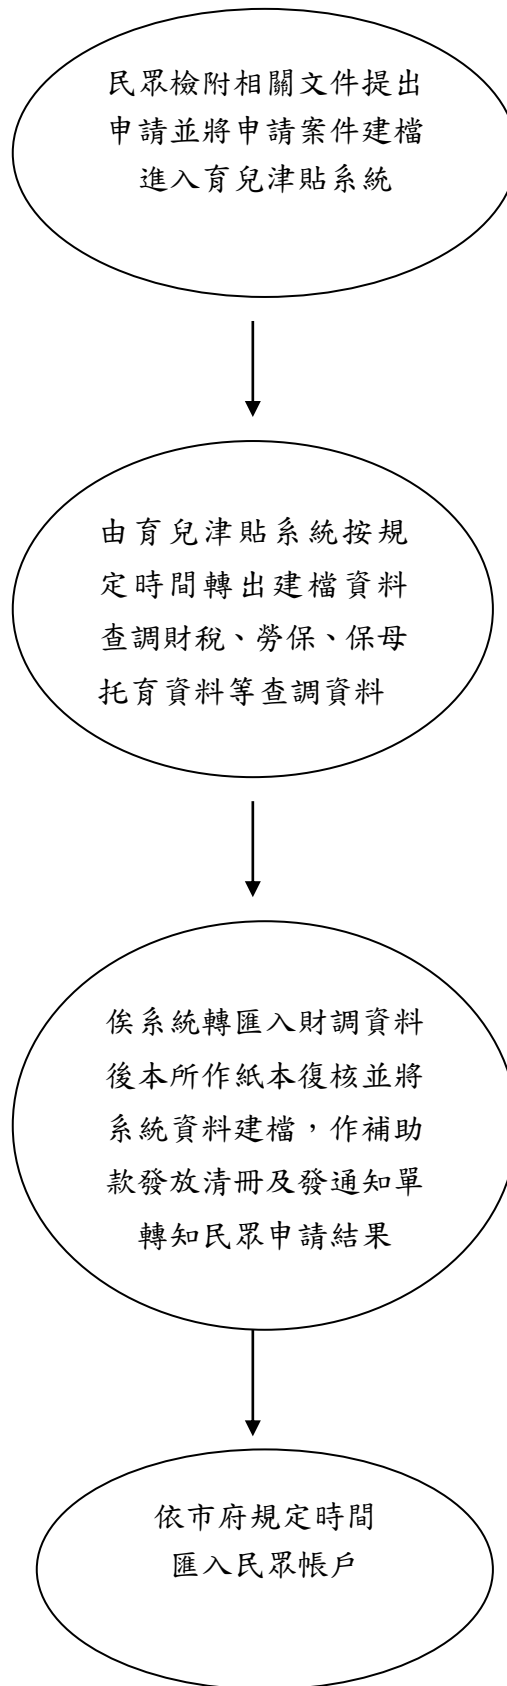 民眾檢附相關文件提出
申請並將申請案件建檔
進入育兒津貼系統
由育兒津貼系統按規
定時間轉出建檔資料
查調財稅、勞保、保母
托育資料等查調資料
俟系統轉匯入財調資料
後本所作紙本復核並將
系統資料建檔，作補助
款發放清冊及發通知單
轉知民眾申請結果
依市府規定時間
匯入民眾帳戶